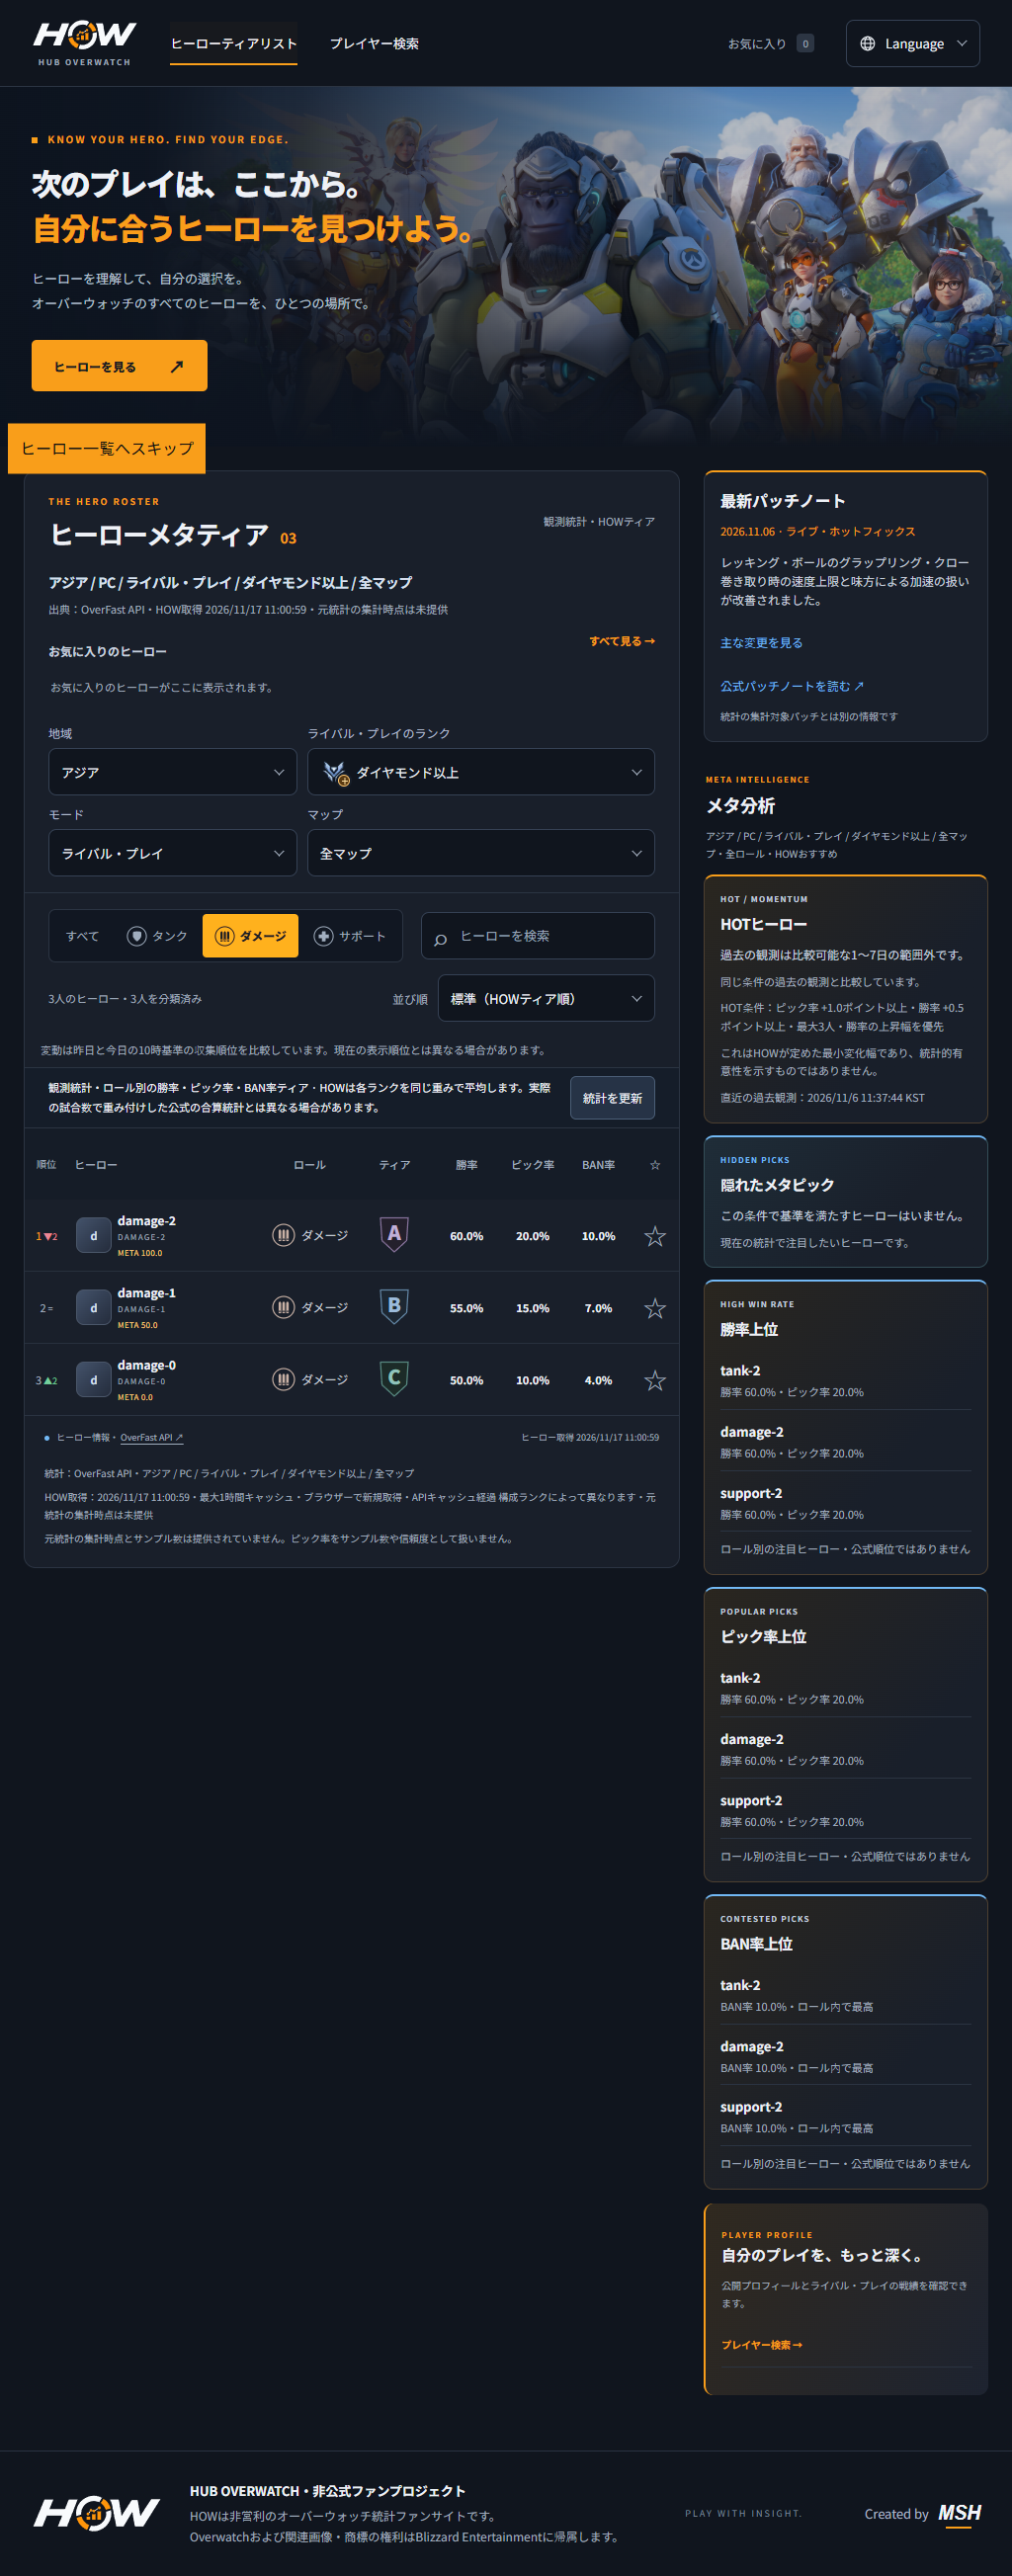 HOW
HUB OVERWATCH
ヒーローティアリスト
プレイヤー検索
お気に入り 0
Language
KNOW YOUR HERO. FIND YOUR EDGE.
次のプレイは、ここから。
自分に合うヒーローを見つけよう。
ヒーローを理解して、自分の選択を。
オーバーウォッチのすべてのヒーローを、ひとつの場所で。
ヒーローを見る ↗
ヒーロー一覧へスキップ
THE HERO ROSTER
ヒーローメタティア 03
観測統計・HOWティア
アジア / PC / ライバル・プレイ / ダイヤモンド以上 / 全マップ
出典：OverFast API・HOW取得 2026/11/17 11:00:59・元統計の集計時点は未提供
お気に入りのヒーロー
すべて見る →
お気に入りのヒーローがここに表示されます。
地域
ライバル・プレイのランク
アジア
ダイヤモンド以上
モード
マップ
ライバル・プレイ
全マップ
すべて
タンク
ダメージ
サポート
ヒーローを検索
3人のヒーロー・3人を分類済み
並び順
標準（HOWティア順）
変動は昨日と今日の10時基準の収集順位を比較しています。現在の表示順位とは異なる場合があります。
観測統計・ロール別の勝率・ピック率・BAN率ティア · HOWは各ランクを同じ重みで平均します。実際
の試合数で重み付けした公式の合算統計とは異なる場合があります。
統計を更新
順位 ヒーロー ロール ティア 勝率 ピック率 BAN率 ☆
1 ▼2 d damage-2 DAMAGE-2 META 100.0 ダメージ A 60.0% 20.0% 10.0% ☆
2 = d damage-1 DAMAGE-1 META 50.0 ダメージ B 55.0% 15.0% 7.0% ☆
3 ▲2 d damage-0 DAMAGE-0 META 0.0 ダメージ C 50.0% 10.0% 4.0% ☆
ヒーロー情報・ OverFast API ↗
ヒーロー取得 2026/11/17 11:00:59
統計：OverFast API・アジア / PC / ライバル・プレイ / ダイヤモンド以上 / 全マップ
HOW取得：2026/11/17 11:00:59・最大1時間キャッシュ・ブラウザーで新規取得・APIキャッシュ経過 構成ランクによって異なります・元
統計の集計時点は未提供
元統計の集計時点とサンプル数は提供されていません。ピック率をサンプル数や信頼度として扱いません。
最新パッチノート
2026.11.06 · ライブ・ホットフィックス
レッキング・ボールのグラップリング・クロー
巻き取り時の速度上限と味方による加速の扱い
が改善されました。
主な変更を見る
公式パッチノートを読む ↗
統計の集計対象パッチとは別の情報です
META INTELLIGENCE
メタ分析
アジア / PC / ライバル・プレイ / ダイヤモンド以上 / 全マッ
プ・全ロール・HOWおすすめ
HOT / MOMENTUM
HOTヒーロー
過去の観測は比較可能な1〜7日の範囲外です。
同じ条件の過去の観測と比較しています。
HOT条件：ピック率 +1.0ポイント以上・勝率 +0.5
ポイント以上・最大3人・勝率の上昇幅を優先
これはHOWが定めた最小変化幅であり、統計的有
意性を示すものではありません。
直近の過去観測：2026/11/6 11:37:44 KST
HIDDEN PICKS
隠れたメタピック
この条件で基準を満たすヒーローはいません。
現在の統計で注目したいヒーローです。
HIGH WIN RATE
勝率上位
tank-2
勝率 60.0%・ピック率 20.0%
damage-2
勝率 60.0%・ピック率 20.0%
support-2
勝率 60.0%・ピック率 20.0%
ロール別の注目ヒーロー・公式順位ではありません
POPULAR PICKS
ピック率上位
tank-2
勝率 60.0%・ピック率 20.0%
damage-2
勝率 60.0%・ピック率 20.0%
support-2
勝率 60.0%・ピック率 20.0%
ロール別の注目ヒーロー・公式順位ではありません
CONTESTED PICKS
BAN率上位
tank-2
BAN率 10.0%・ロール内で最高
damage-2
BAN率 10.0%・ロール内で最高
support-2
BAN率 10.0%・ロール内で最高
ロール別の注目ヒーロー・公式順位ではありません
PLAYER PROFILE
自分のプレイを、もっと深く。
公開プロフィールとライバル・プレイの戦績を確認でき
ます。
プレイヤー検索 →
HOW
HUB OVERWATCH・非公式ファンプロジェクト
HOWは非営利のオーバーウォッチ統計ファンサイトです。
Overwatchおよび関連画像・商標の権利はBlizzard Entertainmentに帰属します。
PLAY WITH INSIGHT.
Created by MSH